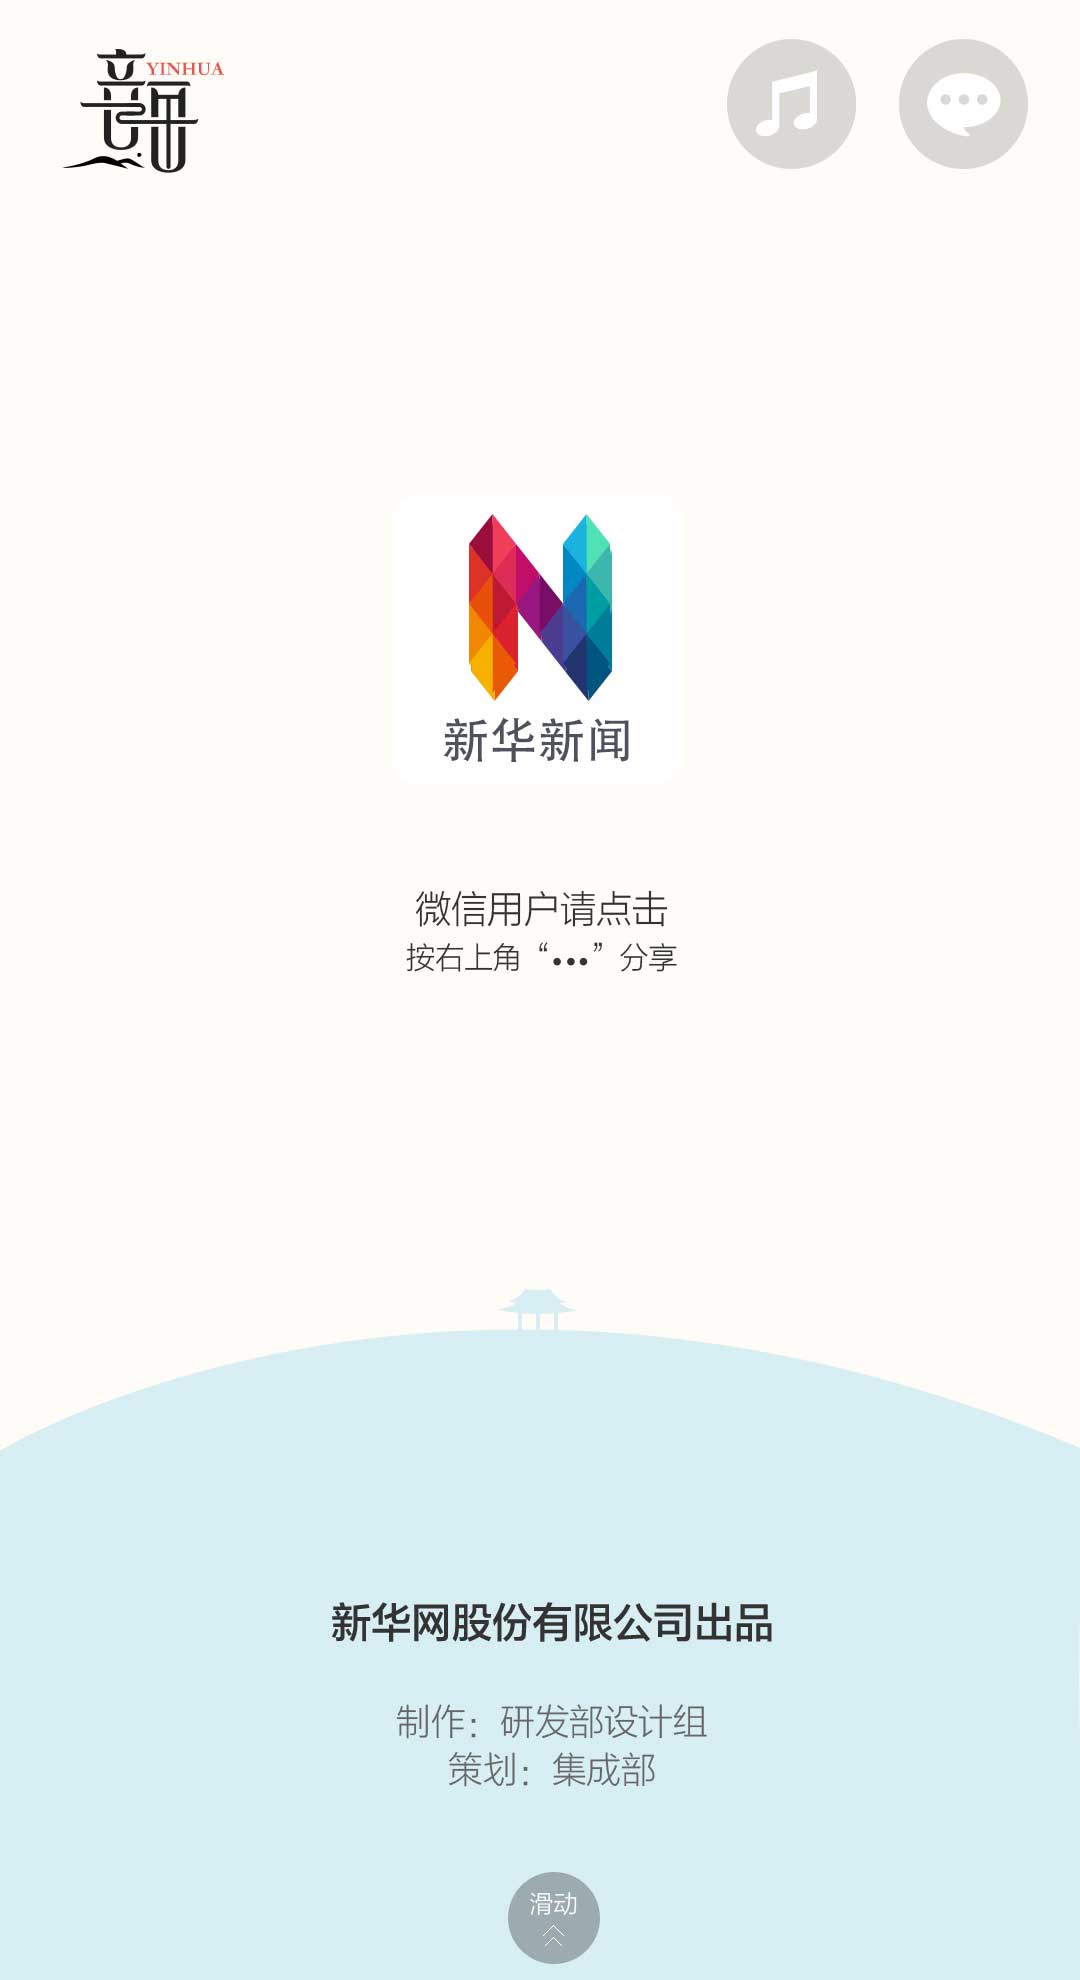 YINHUA
新华新闻
微信用户请点击
按右上角“•••”分享
新华网股份有限公司出品
制作：研发部设计组
策划：集成部
滑动